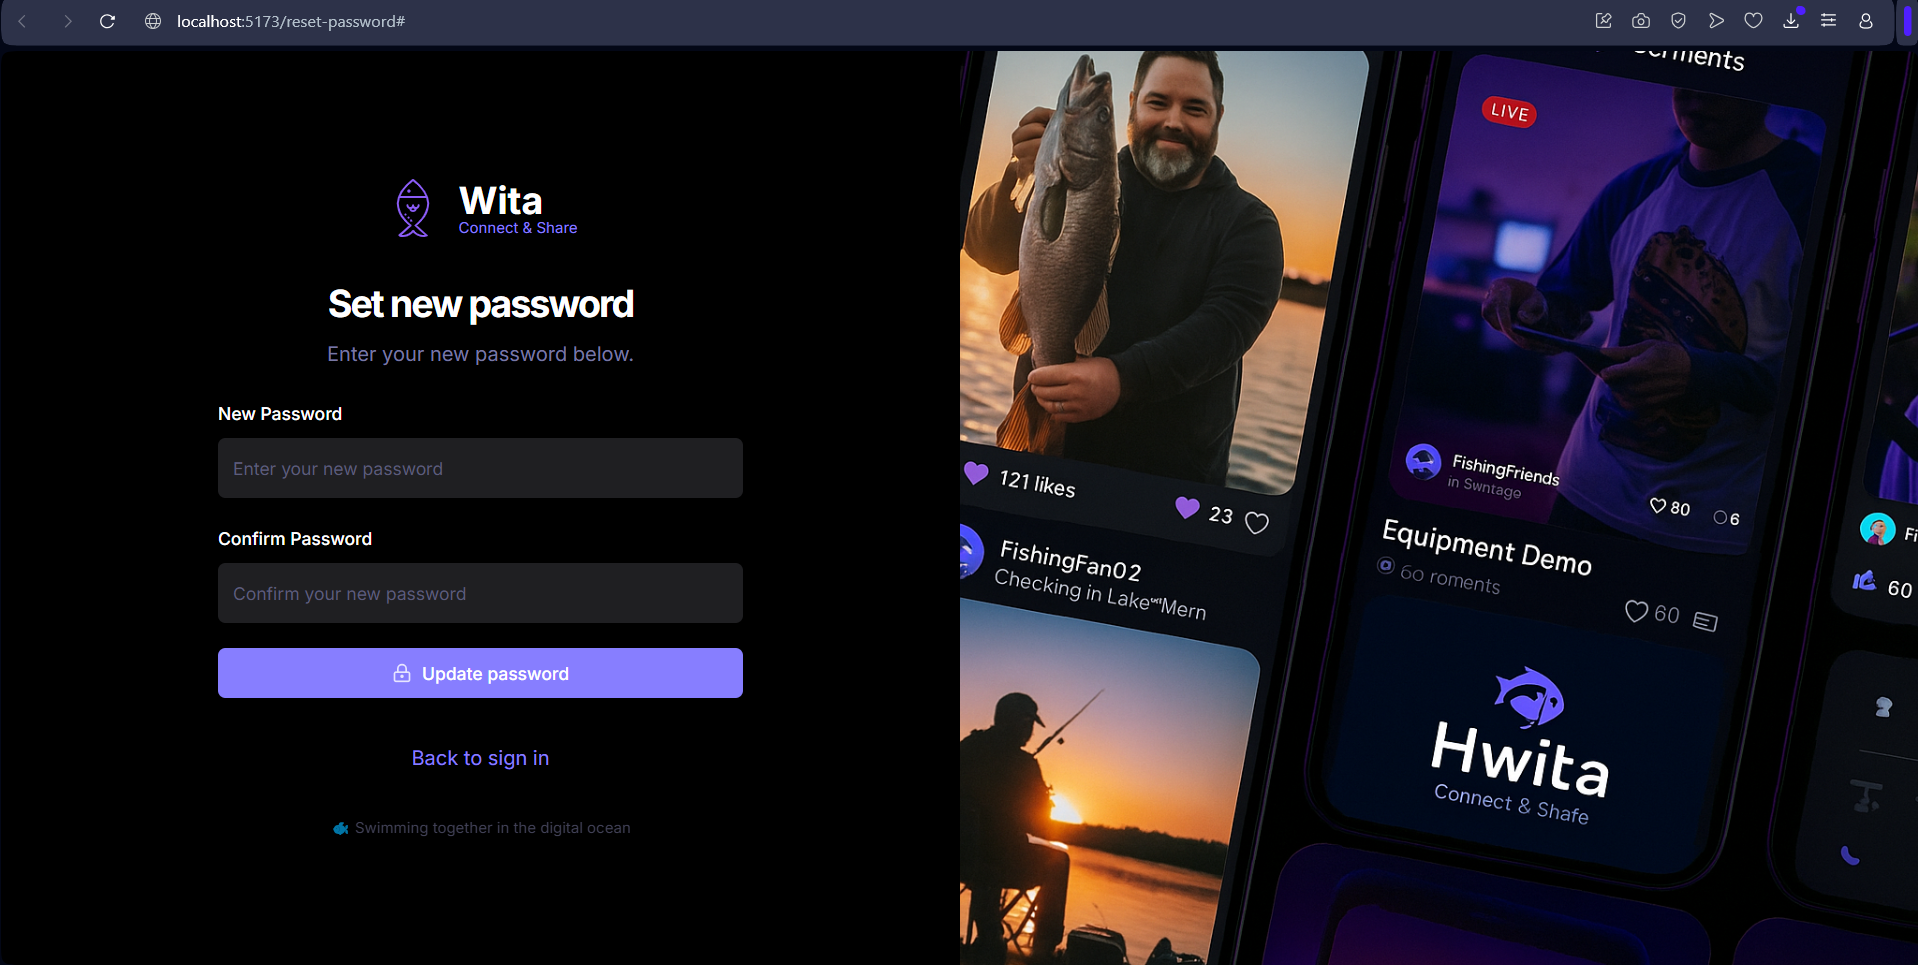 localhost:5173/reset-password#
Wita
Connect & Share
Set new password
Enter your new password below.
New Password
Enter your new password
Confirm Password
Confirm your new password
Update password
Back to sign in
Swimming together in the digital ocean
121 likes
23
FishingFan02
Checking in Lake Mern
LIVE
FishingFriends
in Swntage
80
6
Equipment Demo
60 roments
60
Hwita
Connect & Shafe
Fi
60